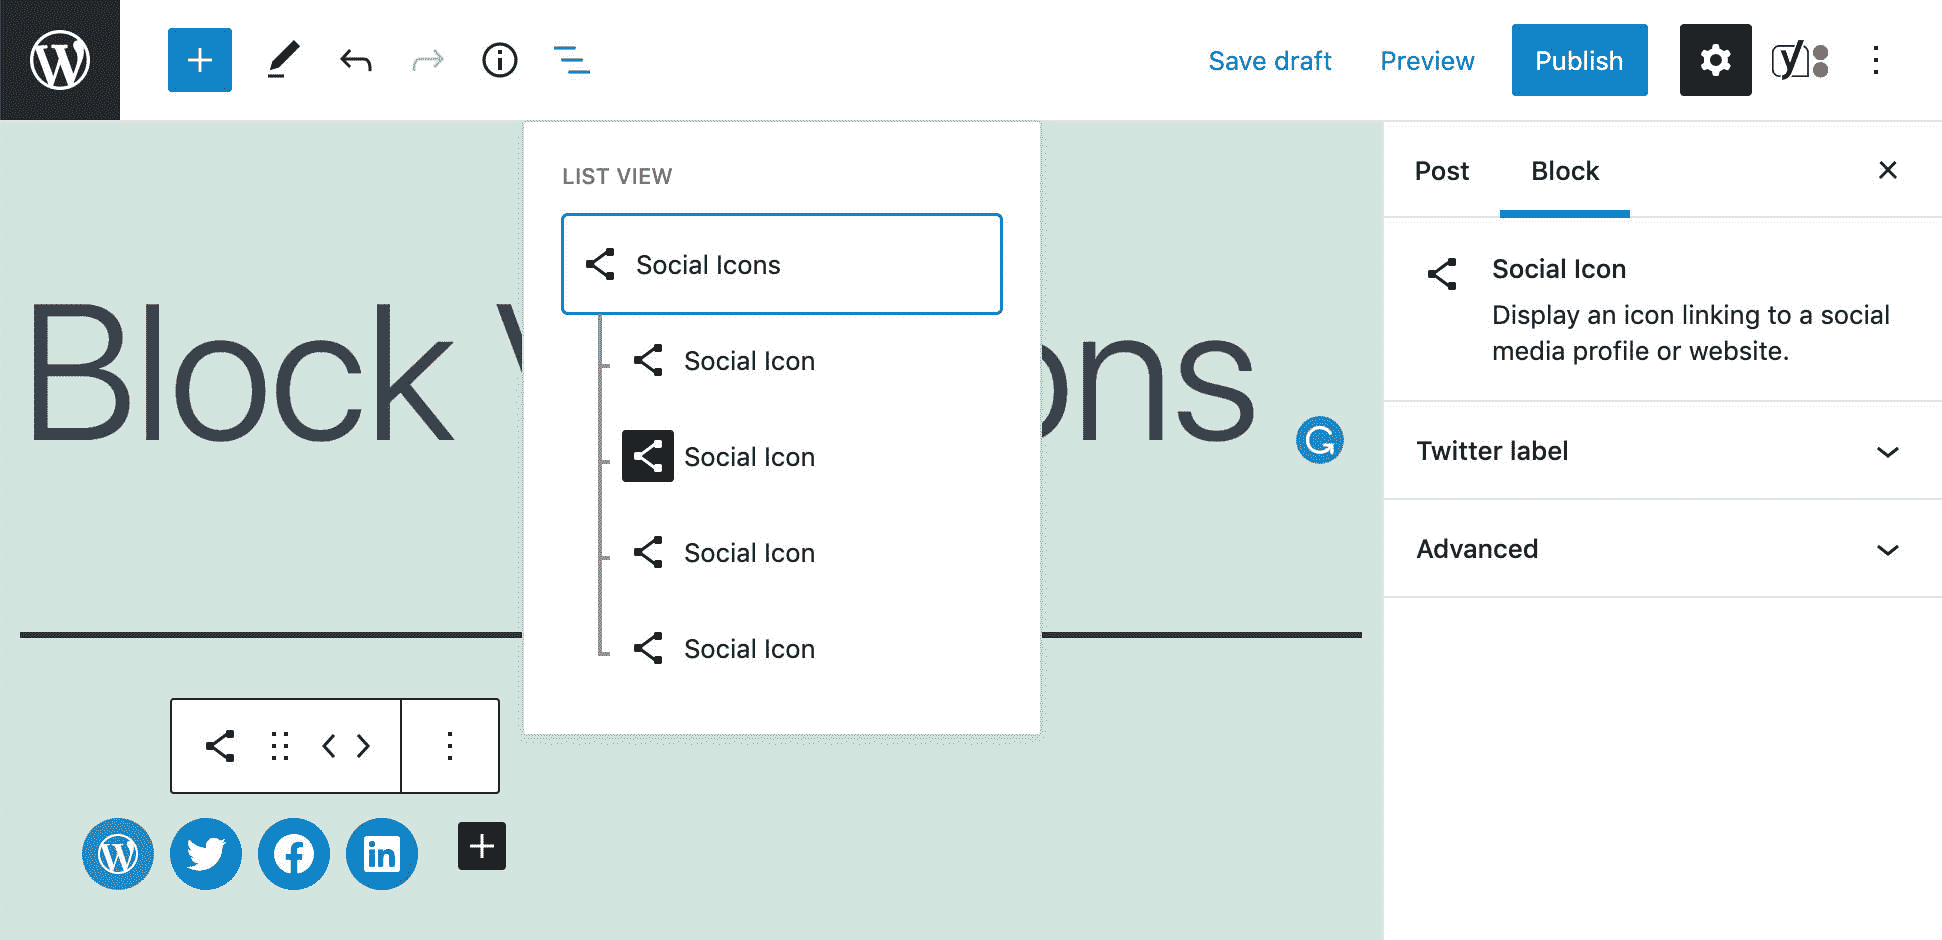 Save draft
Preview
Publish
LIST VIEW
Social Icons
Social Icon
Social Icon
Social Icon
Social Icon
Block
ons
Post
Block
Social Icon
Display an icon linking to a social
media profile or website.
Twitter label
Advanced
in